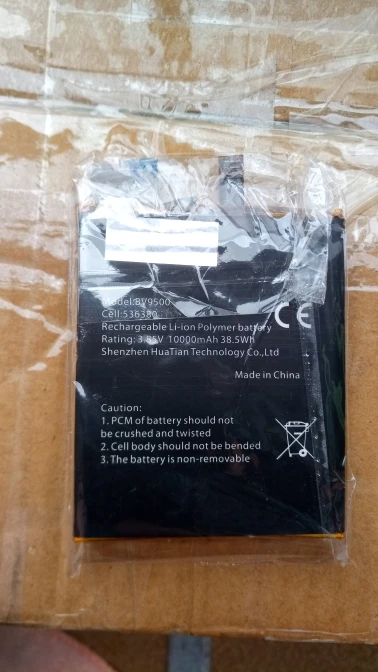 Model:BV9500
Cell:536380
Rechargeable Li-ion Polymer battery
Rating: 3.85V 10000mAh 38.5Wh
Shenzhen HuaTian Technology Co.,Ltd
CE
Made in China
Caution:
1. PCM of battery should not
be crushed and twisted
2. Cell body should not be bended
3. The battery is non-removable